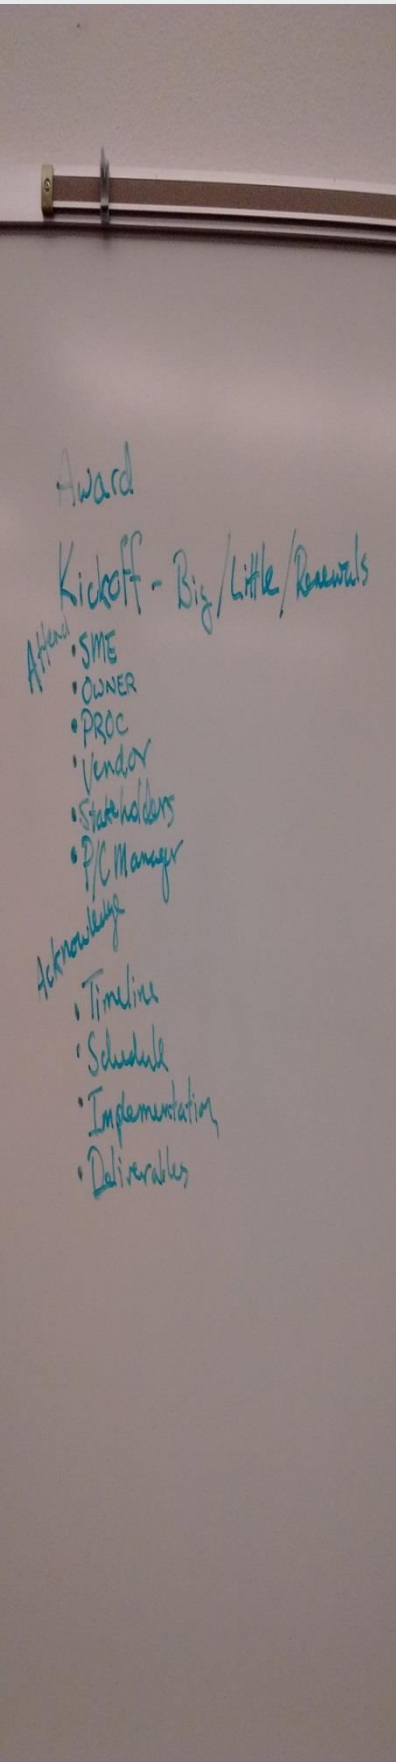 Award
Kickoff - Big/Little/Renewals
Attend
• SME
• OWNER
• PROC
• Vendor
• Stakeholders
• P/C Manager
Acknowledge
• Timeline
• Schedule
• Implementation
• Deliverables